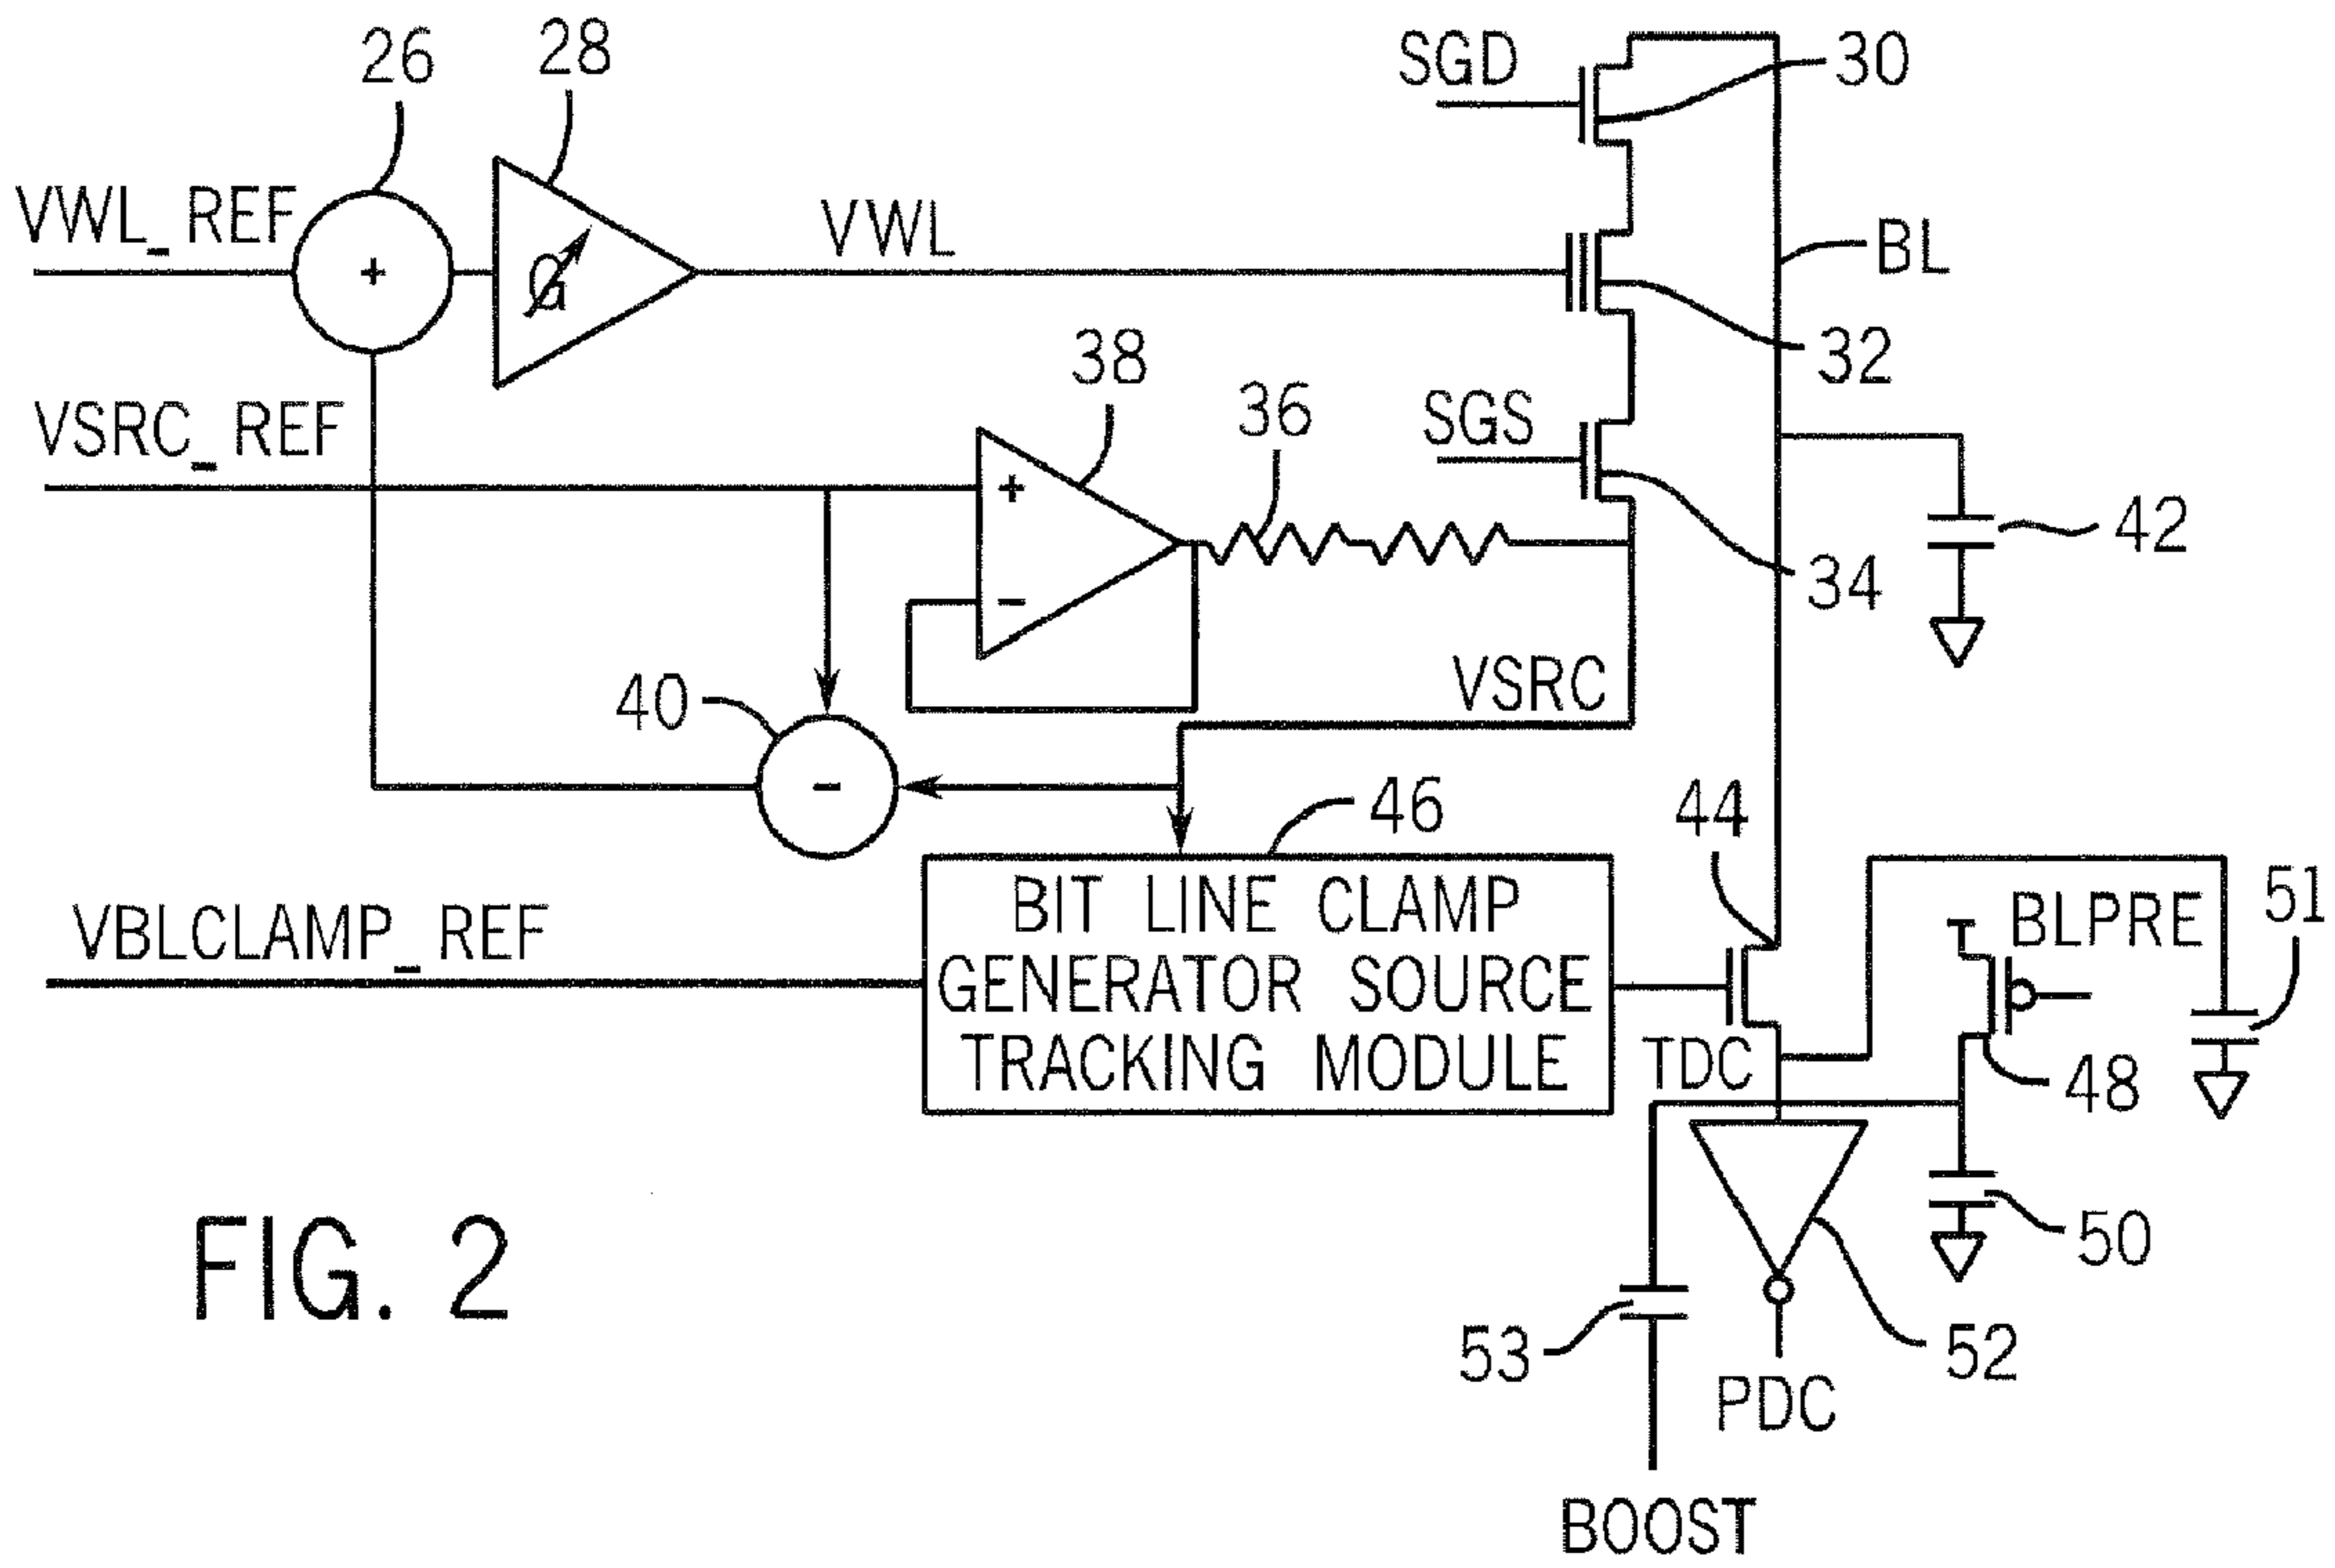 26
28
SGD
30
VWL_REF
+
G
VWL
BL
32
VSRC_REF
38
36
SGS
+
-
42
34
VSRC
40
-
46
44
VBLCLAMP_REF
BIT LINE CLAMP
GENERATOR SOURCE
TRACKING MODULE
BLPRE
51
TDC
48
50
53
52
PDC
BOOST
FIG. 2